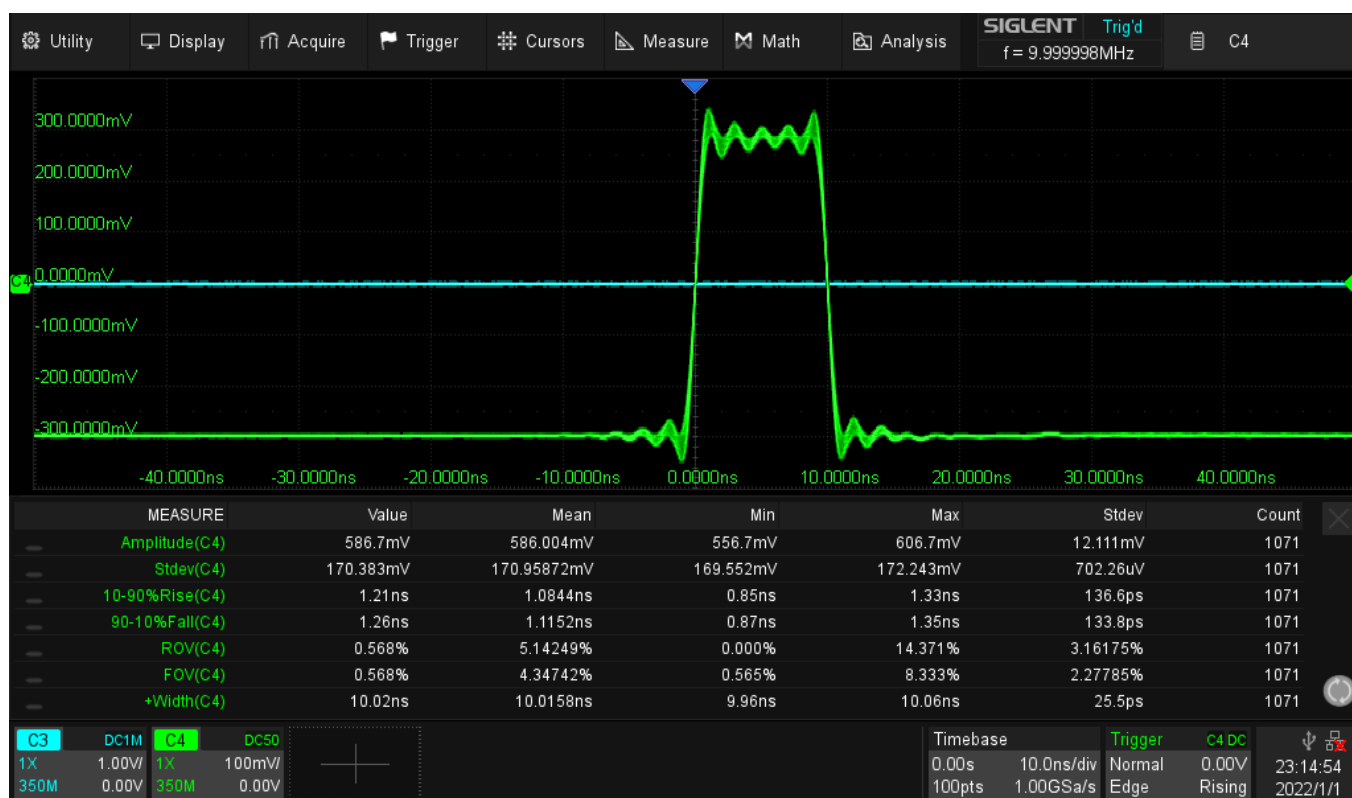 Utility Display Acquire Trigger Cursors Measure Math Analysis SIGLENT Trig'd C4
f = 9.999998MHz
300.0000mV
200.0000mV
100.0000mV
C4 0.0000mV
-100.0000mV
-200.0000mV
-300.0000mV
-40.0000ns -30.0000ns -20.0000ns -10.0000ns 0.0000ns 10.0000ns 20.0000ns 30.0000ns 40.0000ns
MEASURE Value Mean Min Max Stdev Count
Amplitude(C4) 586.7mV 586.004mV 556.7mV 606.7mV 12.111mV 1071
Stdev(C4) 170.383mV 170.95872mV 169.552mV 172.243mV 702.26uV 1071
10-90%Rise(C4) 1.21ns 1.0844ns 0.85ns 1.33ns 136.6ps 1071
90-10%Fall(C4) 1.26ns 1.1152ns 0.87ns 1.35ns 133.8ps 1071
ROV(C4) 0.568% 5.14249% 0.000% 14.371% 3.16175% 1071
FOV(C4) 0.568% 4.34742% 0.565% 8.333% 2.27785% 1071
+Width(C4) 10.02ns 10.0158ns 9.96ns 10.06ns 25.5ps 1071
C3 DC1M C4 DC50 Timebase Trigger C4 DC
1X 1.00V/ 1X 100mV/ 0.00s 10.0ns/div Normal 0.00V 23:14:54
350M 0.00V 350M 0.00V 100pts 1.00GSa/s Edge Rising 2022/1/1